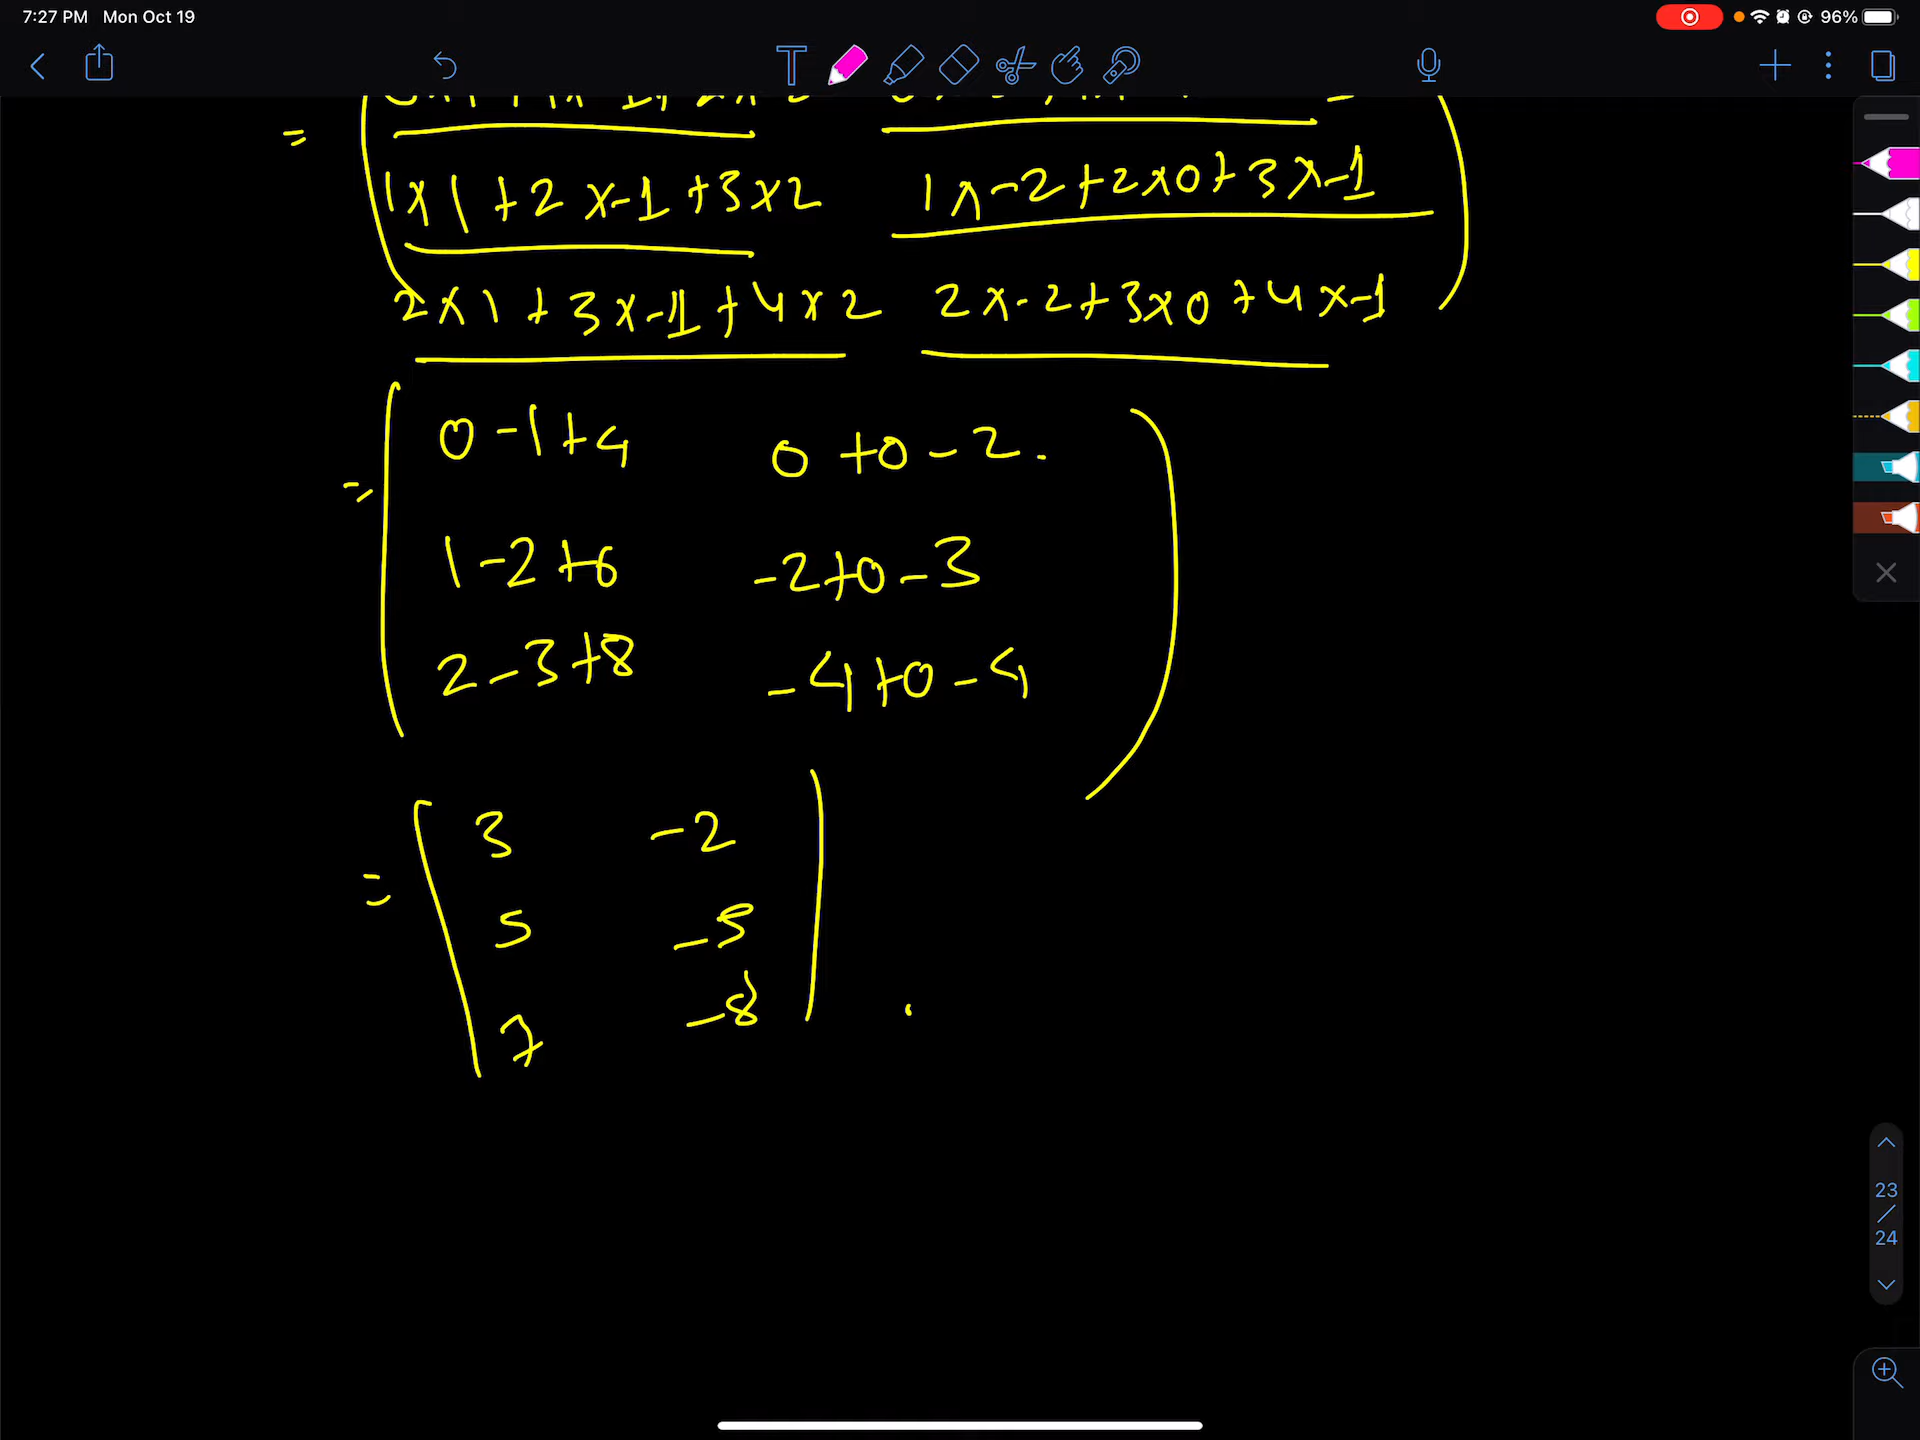 7:27 PM Mon Oct 19 96%
T
=
1x1+2x-1+3x2 1x-2+2x0+3x-1
2x1+3x-1+4x2 2x-2+3x0+4x-1
0-1+4 0+0-2.
=
1-2+6 -2+0-3
2-3+8 -4+0-4
3 -2
=
5 -5
7 -8 .
23
/
24